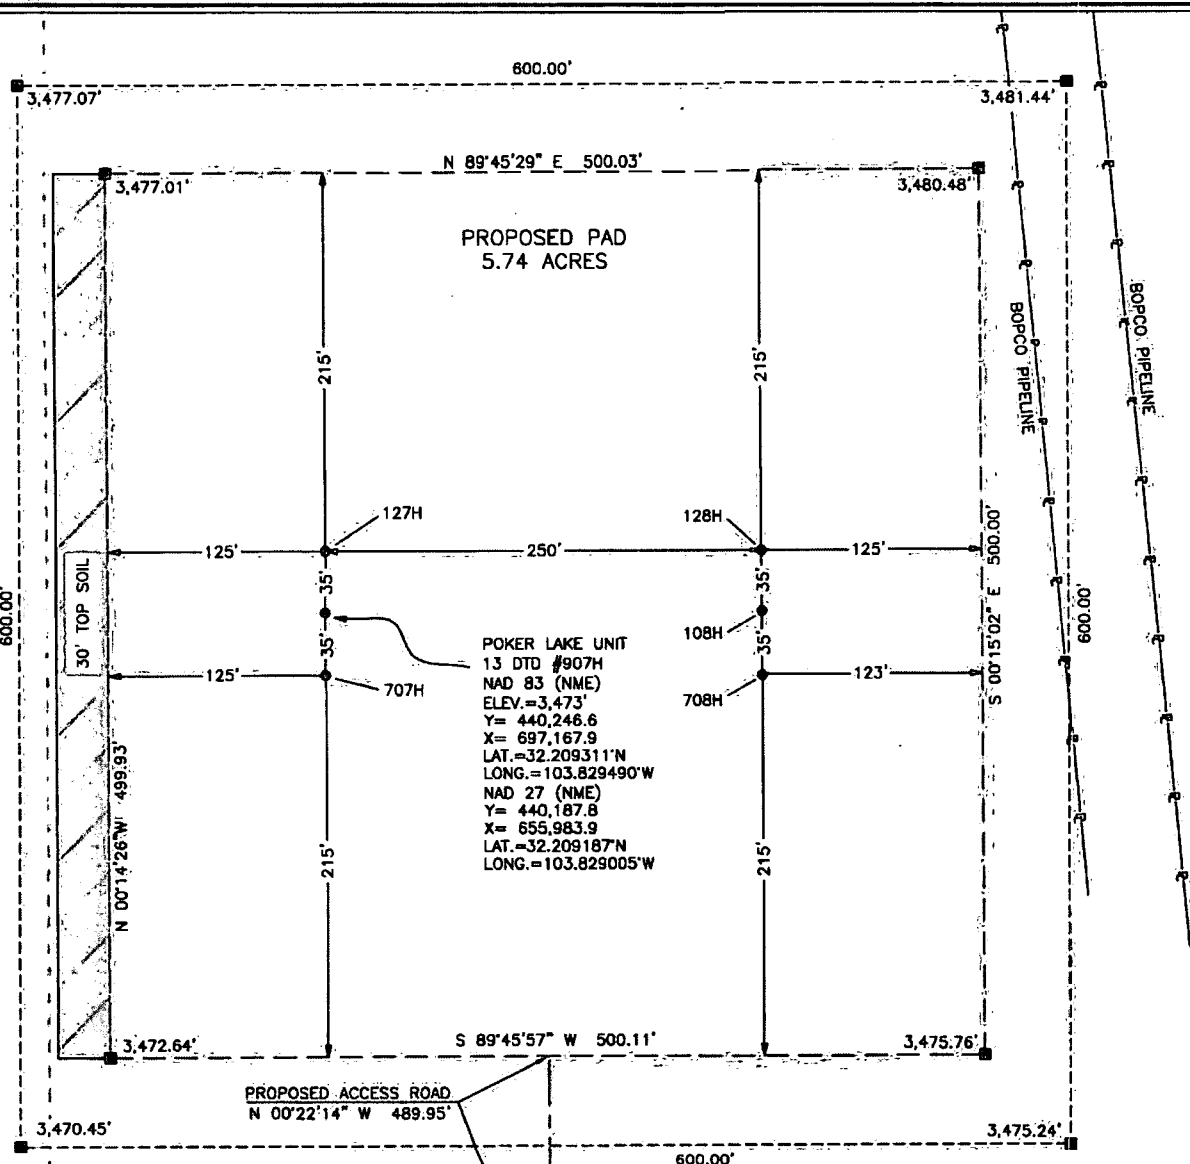 600.00'
3,477.07'
3,481.44'
N 89°45'29" E 500.03'
3,477.01'
3,480.48'
PROPOSED PAD
5.74 ACRES
215'
215'
BOPCO PIPELINE
BOPCO PIPELINE
127H
128H
125'
250'
125'
35'
35'
30' TOP SOIL
600.00'
S 00°15'02" E 500.00'
600.00'
108H
35'
35'
125'
707H
708H
123'
POKER LAKE UNIT
13 DTD #907H
NAD 83 (NME)
ELEV.=3,473'
Y= 440,246.6
X= 697,167.9
LAT.=32.209311°N
LONG.=103.829490°W
NAD 27 (NME)
Y= 440,187.8
X= 655,983.9
LAT.=32.209187°N
LONG.=103.829005°W
N 00°14'26"W 499.93'
215'
215'
3,472.64'
S 89°45'57" W 500.11'
3,475.76'
PROPOSED ACCESS ROAD
N 00°22'14" W 489.95'
3,470.45'
3,475.24'
600.00'